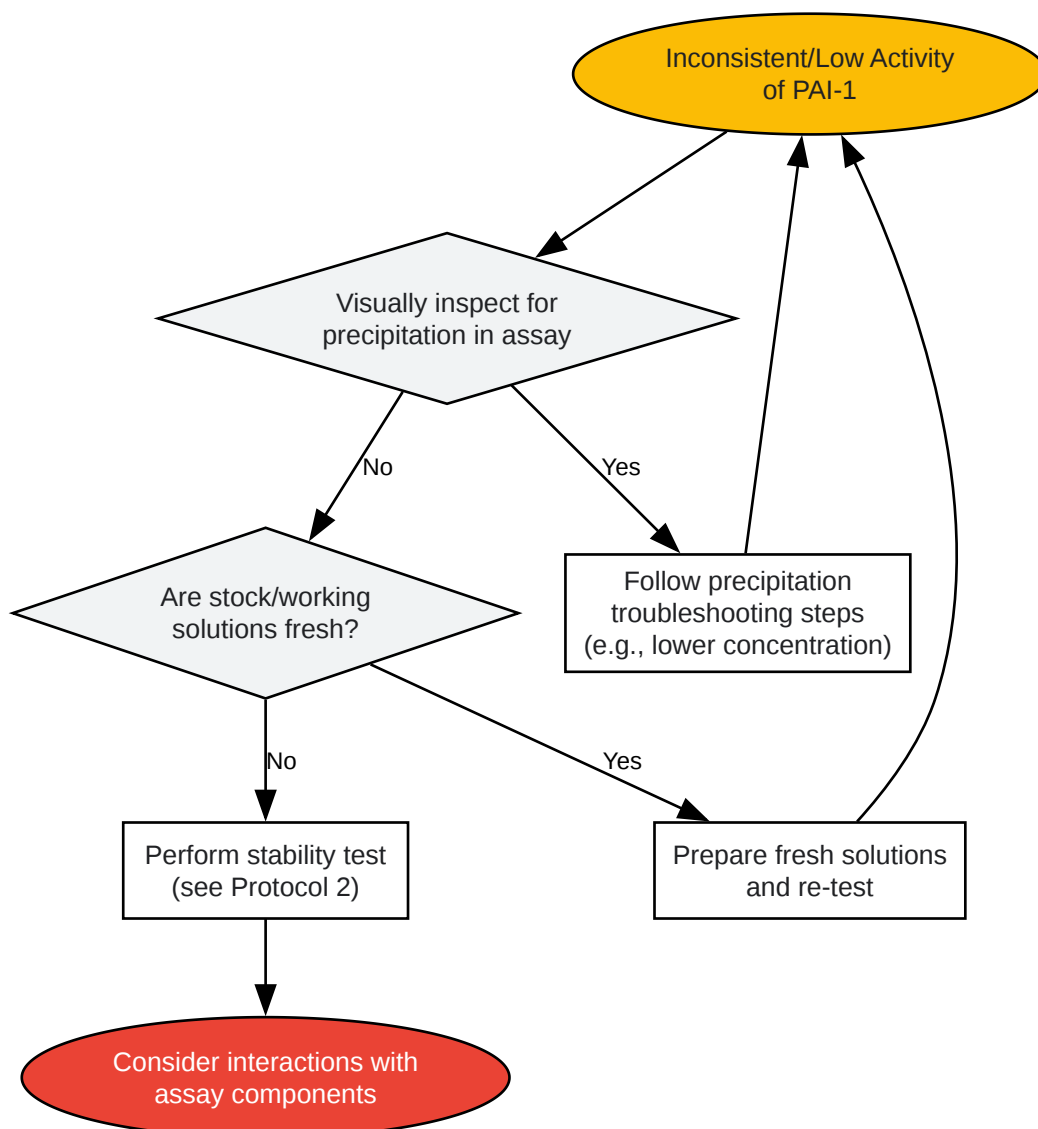 Inconsistent/Low Activity
of PAI-1
Visually inspect for
precipitation in assay
No
Yes
Follow precipitation
troubleshooting steps
(e.g., lower concentration)
Are stock/working
solutions fresh?
No
Yes
Perform stability test
(see Protocol 2)
Prepare fresh solutions
and re-test
Consider interactions with
assay components